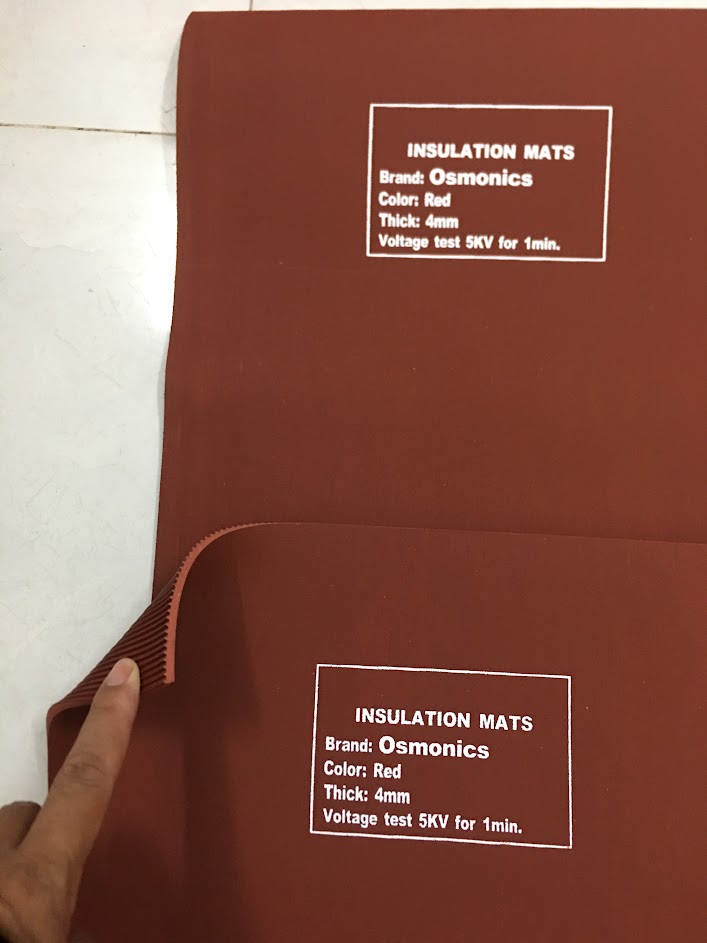 INSULATION MATS
Brand: Osmonics
Color: Red
Thick: 4mm
Voltage test 5KV for 1min.
INSULATION MATS
Brand: Osmonics
Color: Red
Thick: 4mm
Voltage test 5KV for 1min.